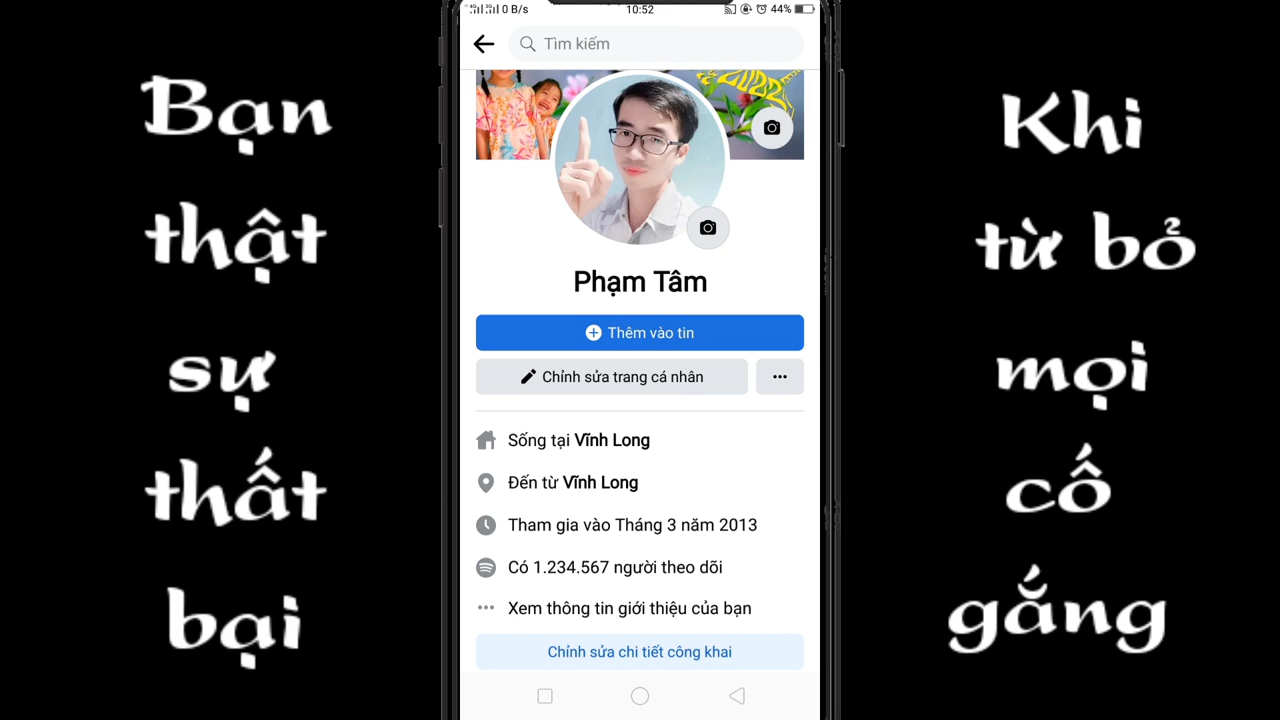 Bạn
thật
sự
thất
bại
4G 3G 0 B/s
10:52
44%
Tìm kiếm
2022
Phạm Tâm
Thêm vào tin
Chỉnh sửa trang cá nhân
Sống tại Vĩnh Long
Đến từ Vĩnh Long
Tham gia vào Tháng 3 năm 2013
Có 1.234.567 người theo dõi
Xem thông tin giới thiệu của bạn
Chỉnh sửa chi tiết công khai
Khi
từ bỏ
mọi
cố
gắng